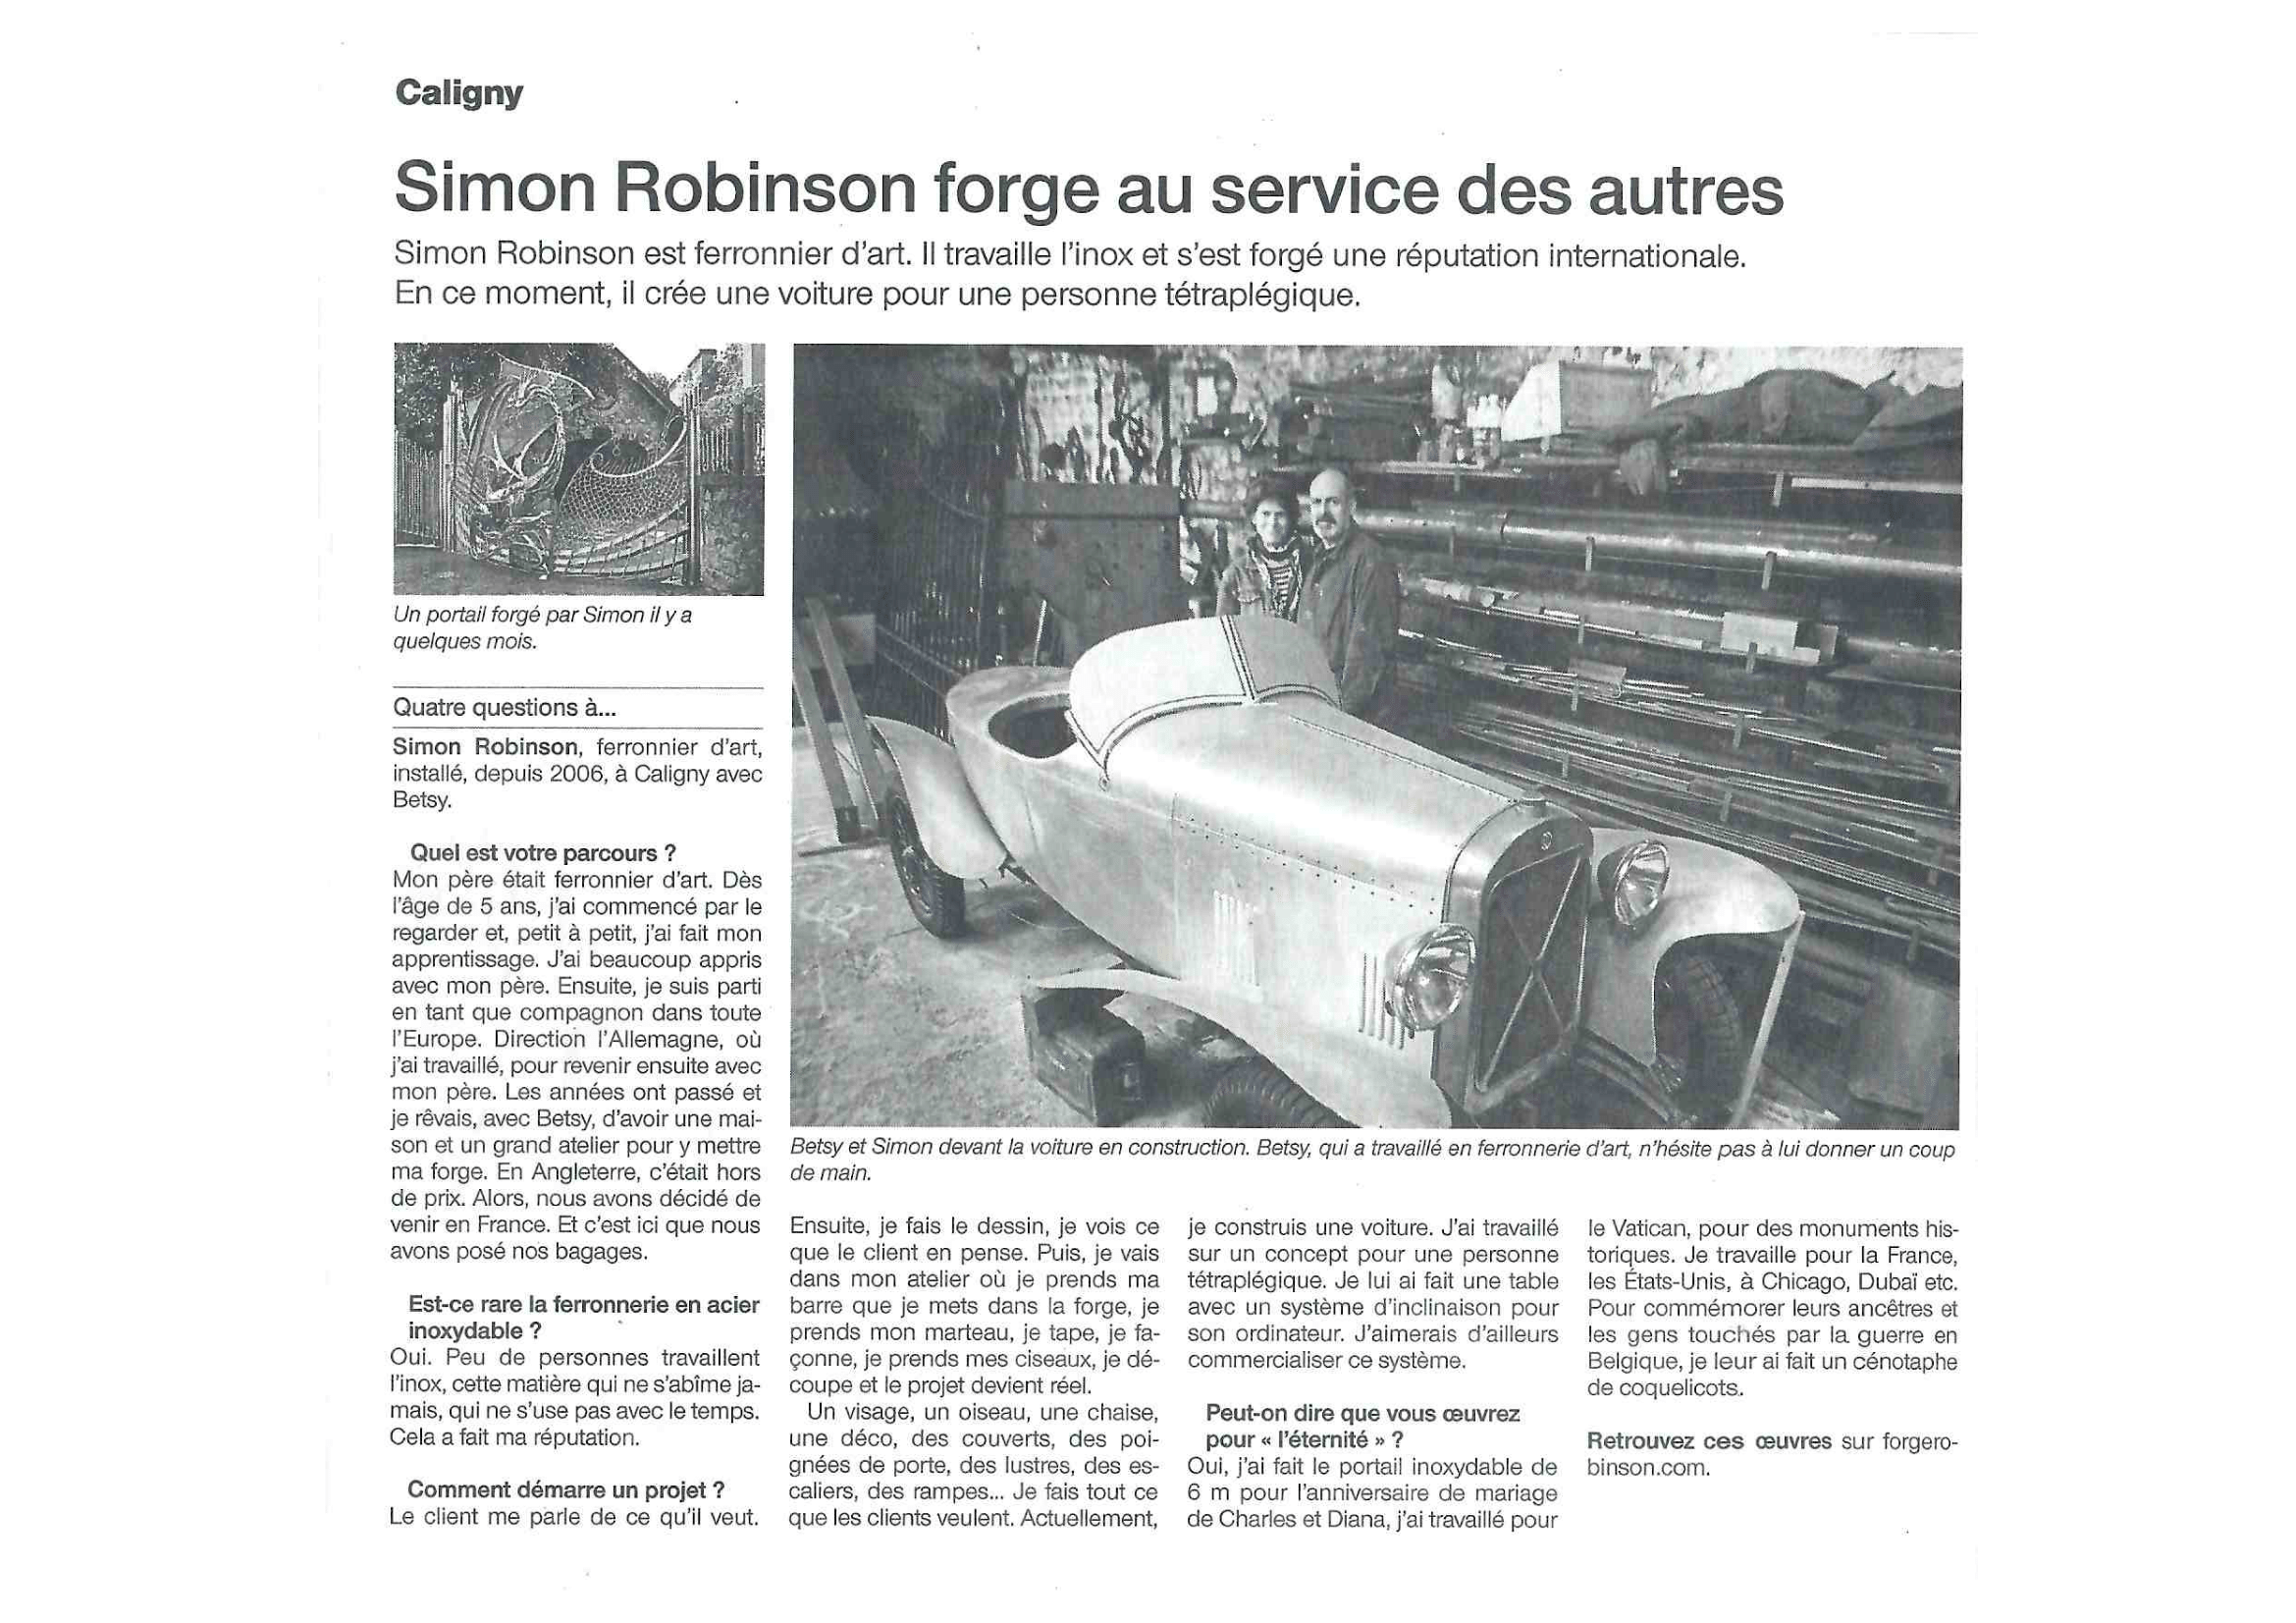 Caligny
Simon Robinson forge au service des autres
Simon Robinson est ferronnier d'art. Il travaille l'inox et s'est forgé une réputation internationale.
En ce moment, il crée une voiture pour une personne tétraplégique.
Un portail forgé par Simon il y a
quelques mois.
Quatre questions à...
Simon Robinson, ferronnier d'art,
installé, depuis 2006, à Caligny avec
Betsy.
Quel est votre parcours ?
Mon père était ferronnier d'art. Dès
l'âge de 5 ans, j'ai commencé par le
regarder et, petit à petit, j'ai fait mon
apprentissage. J'ai beaucoup appris
avec mon père. Ensuite, je suis parti
en tant que compagnon dans toute
l'Europe. Direction l'Allemagne, où
j'ai travaillé, pour revenir ensuite avec
mon père. Les années ont passé et
je rêvais, avec Betsy, d'avoir une mai-
son et un grand atelier pour y mettre
ma forge. En Angleterre, c'était hors
de prix. Alors, nous avons décidé de
venir en France. Et c'est ici que nous
avons posé nos bagages.
Est-ce rare la ferronnerie en acier
inoxydable ?
Oui. Peu de personnes travaillent
l'inox, cette matière qui ne s'abîme ja-
mais, qui ne s'use pas avec le temps.
Cela a fait ma réputation.
Comment démarre un projet ?
Le client me parle de ce qu'il veut.
Betsy et Simon devant la voiture en construction. Betsy, qui a travaillé en ferronnerie d'art, n'hésite pas à lui donner un coup
de main.
Ensuite, je fais le dessin, je vois ce
que le client en pense. Puis, je vais
dans mon atelier où je prends ma
barre que je mets dans la forge, je
prends mon marteau, je tape, je fa-
çonne, je prends mes ciseaux, je dé-
coupe et le projet devient réel.
Un visage, un oiseau, une chaise,
une déco, des couverts, des poi-
gnées de porte, des lustres, des es-
caliers, des rampes... Je fais tout ce
que les clients veulent. Actuellement,
je construis une voiture. J'ai travaillé
sur un concept pour une personne
tétraplégique. Je lui ai fait une table
avec un système d'inclinaison pour
son ordinateur. J'aimerais d'ailleurs
commercialiser ce système.
Peut-on dire que vous œuvrez
pour « l'éternité » ?
Oui, j'ai fait le portail inoxydable de
6 m pour l'anniversaire de mariage
de Charles et Diana, j'ai travaillé pour
le Vatican, pour des monuments his-
toriques. Je travaille pour la France,
les États-Unis, à Chicago, Dubaï etc.
Pour commémorer leurs ancêtres et
les gens touchés par la guerre en
Belgique, je leur ai fait un cénotaphe
de coquelicots.
Retrouvez ces œuvres sur forgero-
binson.com.